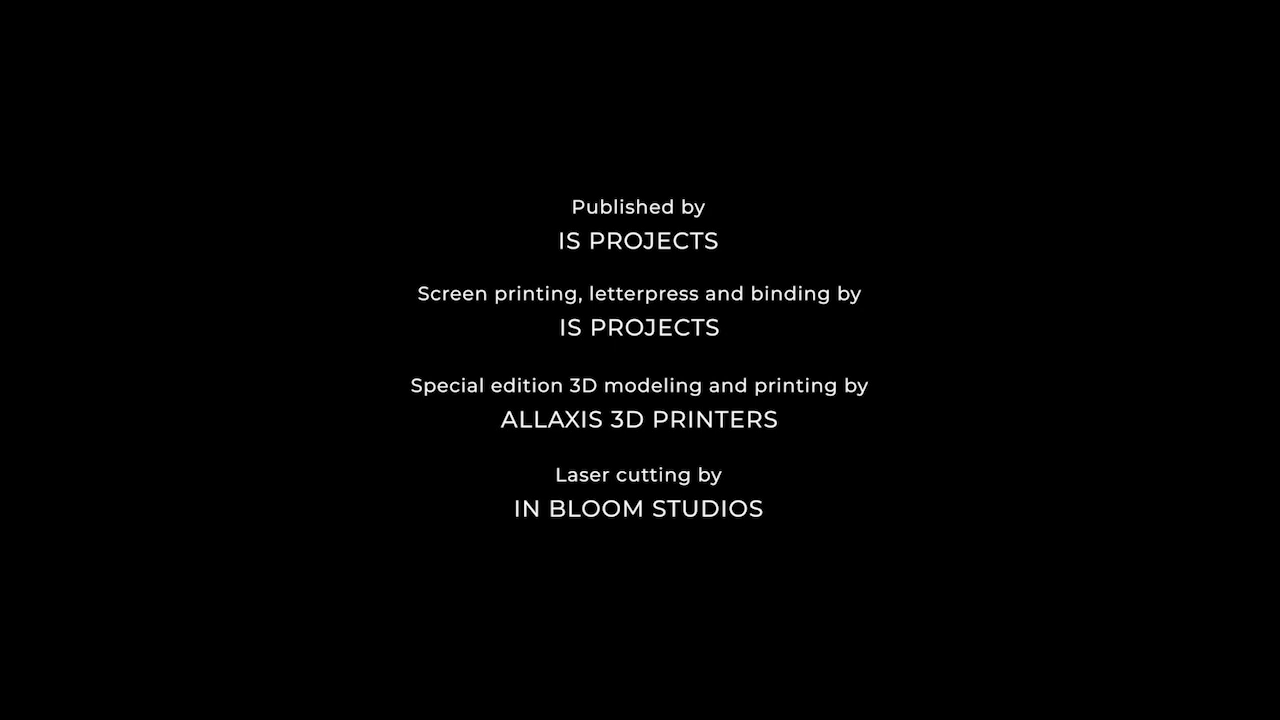 Published by
IS PROJECTS
Screen printing, letterpress and binding by
IS PROJECTS
Special edition 3D modeling and printing by
ALLAXIS 3D PRINTERS
Laser cutting by
IN BLOOM STUDIOS